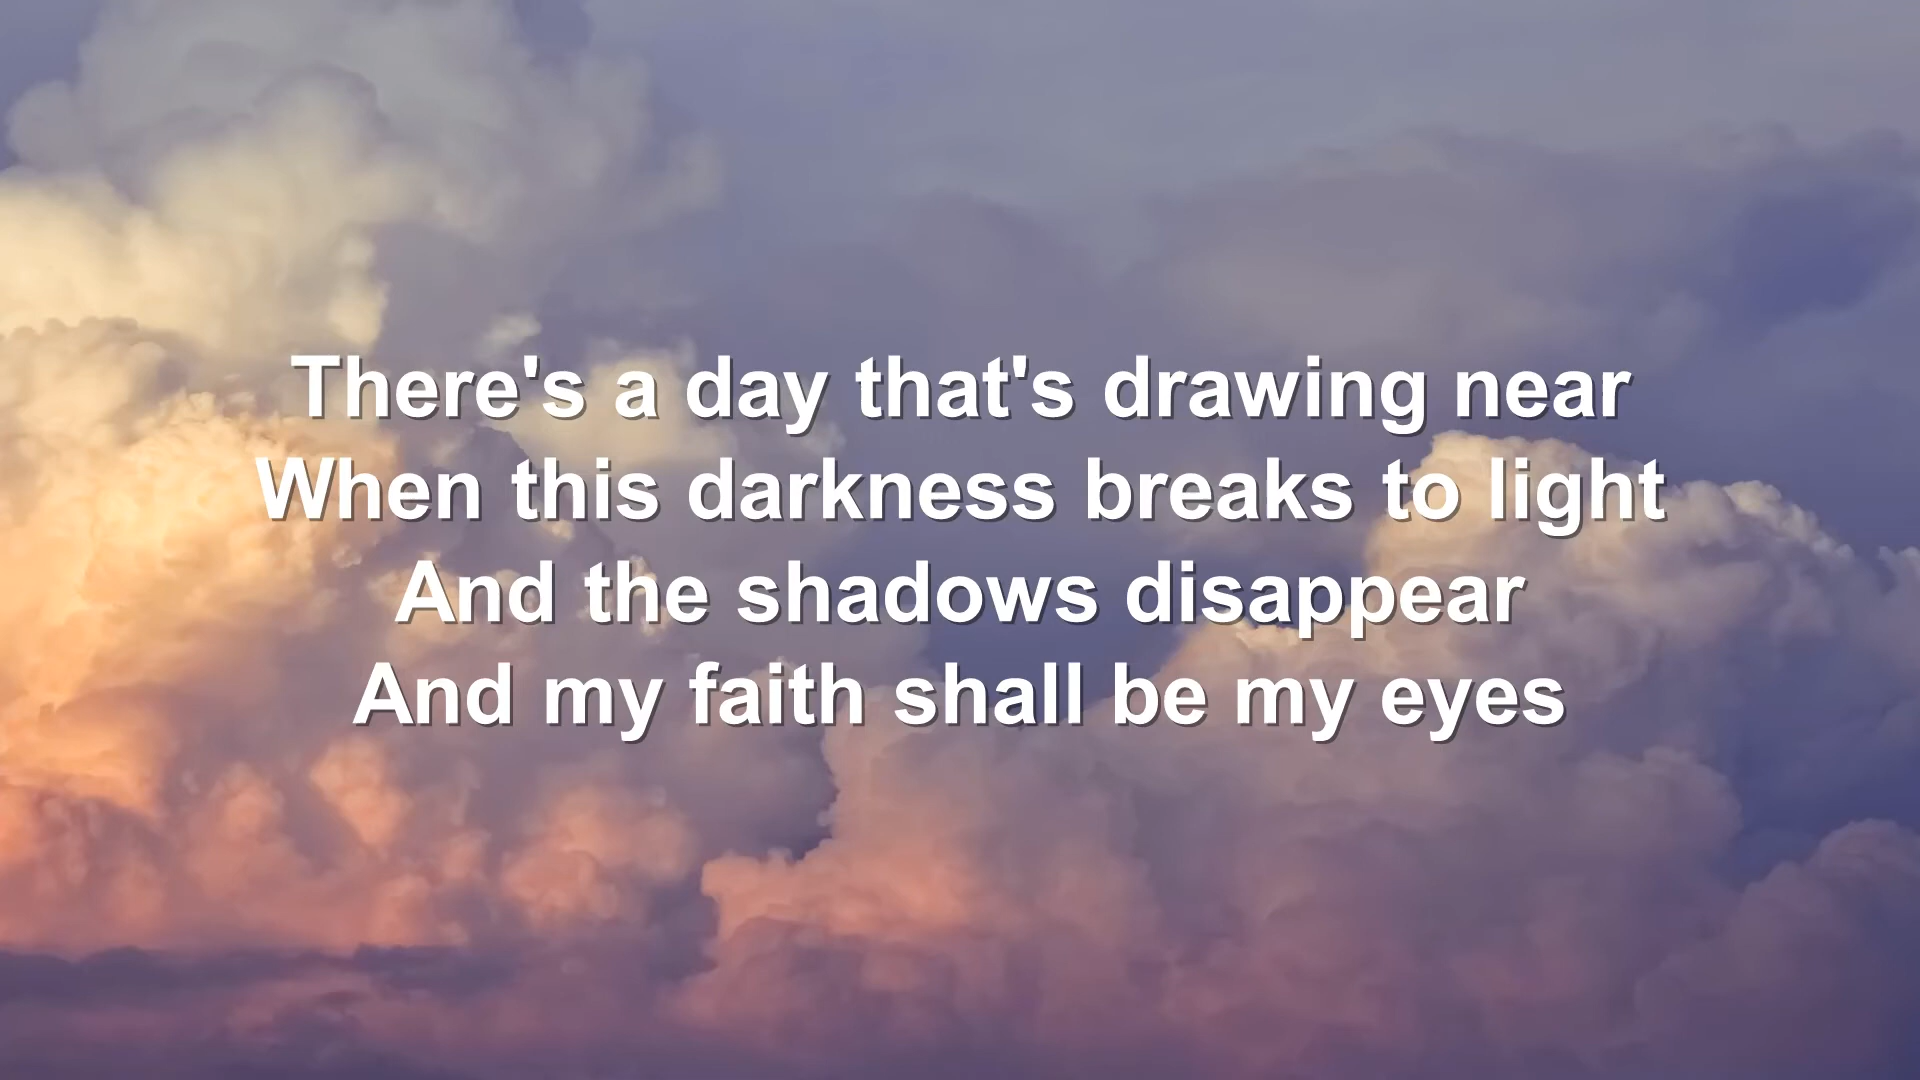 There's a day that's drawing near
When this darkness breaks to light
And the shadows disappear
And my faith shall be my eyes